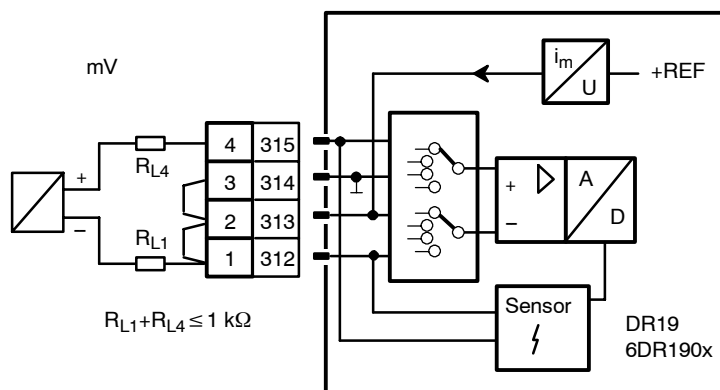 mV
i_m
U
+REF
4 315
3 314
2 313
1 312
R_L4
+
−
R_L1
+
−
A
D
Sensor
R_L1+R_L4 ≤ 1 kΩ
DR19
6DR190x